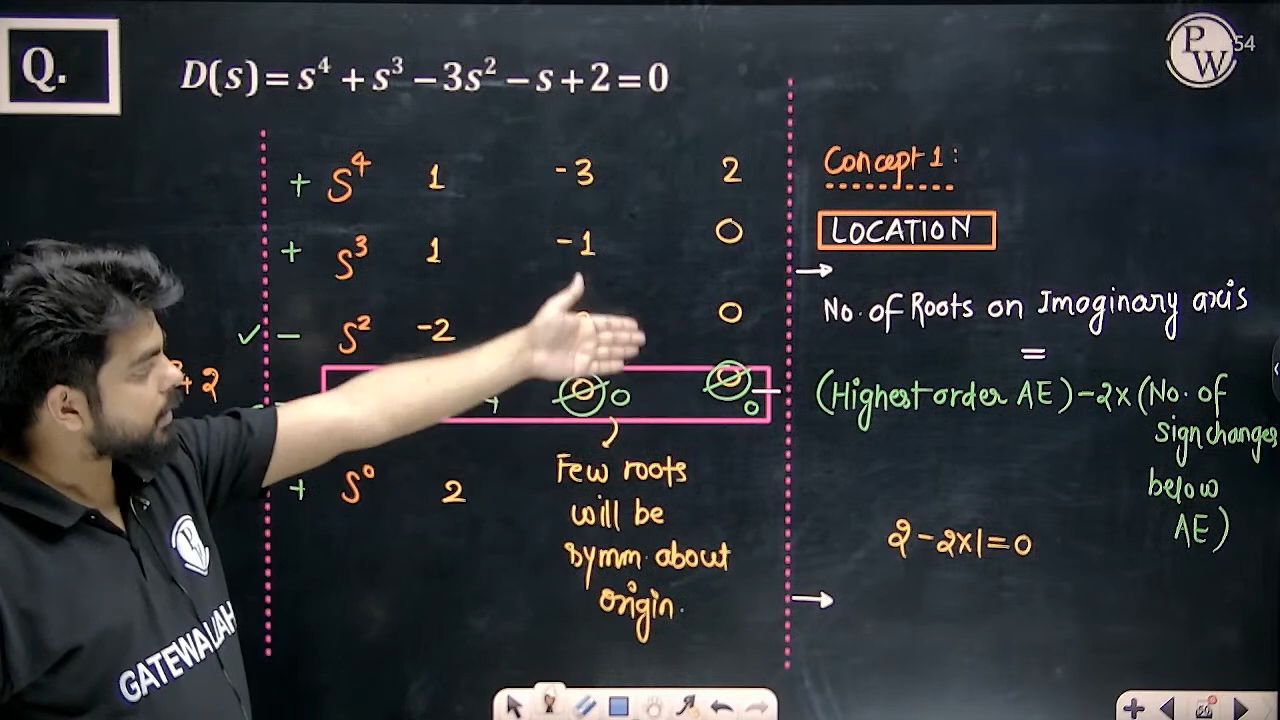 Q.
D(s) = s⁴ + s³ − 3s² − s + 2 = 0
PW
54
+ S⁴ 1 -3 2
+ S³ 1 -1 0
✓ − S² -2 0
+ 2
0 0
+ S⁰ 2
Few roots
will be
symm. about
origin.
Concept 1:
LOCATION
→
No. of Roots on Imaginary axis
=
(Highest order AE) − 2 × (No. of
sign changes
below
AE)
2 − 2×1 = 0
→
GATEWALLAH